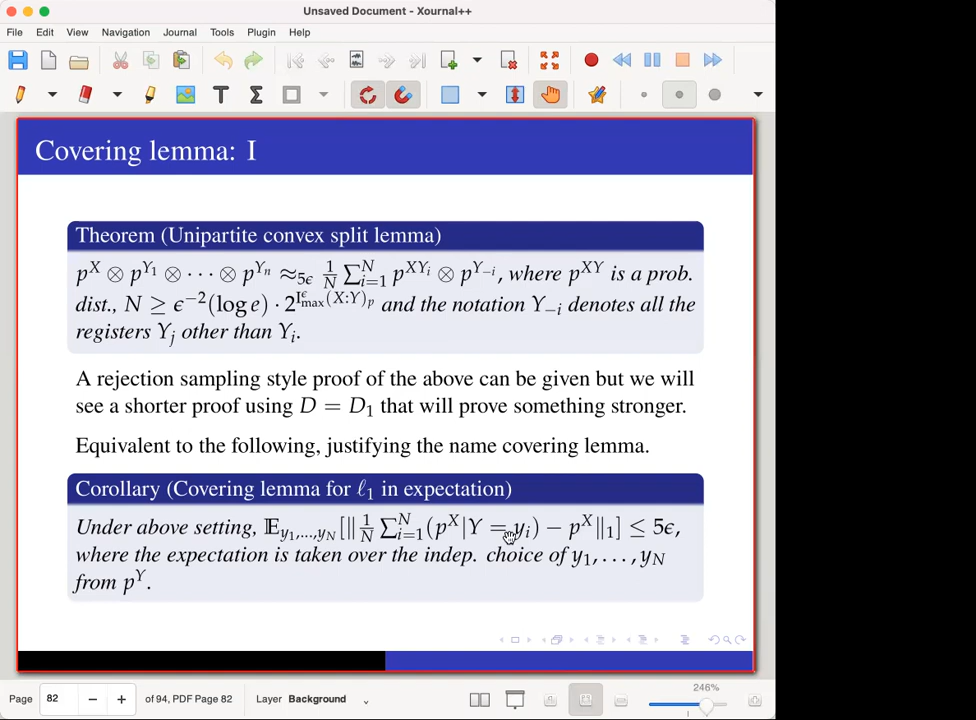 Unsaved Document - Xournal++
File Edit View Navigation Journal Tools Plugin Help
Covering lemma: I
Theorem (Unipartite convex split lemma)
p^X ⊗ p^{Y_1} ⊗ · · · ⊗ p^{Y_n} ≈_{5ϵ} \frac{1}{N} ∑_{i=1}^N p^{XY_i} ⊗ p^{Y_{-i}}, where p^{XY} is a prob.
dist., N ≥ ϵ^{-2}(log e) · 2^{I_{max}^ϵ(X:Y)_p} and the notation Y_{-i} denotes all the
registers Y_j other than Y_i.
A rejection sampling style proof of the above can be given but we will
see a shorter proof using D = D_1 that will prove something stronger.
Equivalent to the following, justifying the name covering lemma.
Corollary (Covering lemma for ℓ_1 in expectation)
Under above setting, 𝔼_{y_1,...,y_N}[‖\frac{1}{N} ∑_{i=1}^N (p^X|Y = y_i) − p^X‖_1] ≤ 5ϵ,
where the expectation is taken over the indep. choice of y_1, . . . , y_N
from p^Y.
Page 82 of 94, PDF Page 82 Layer Background 246%